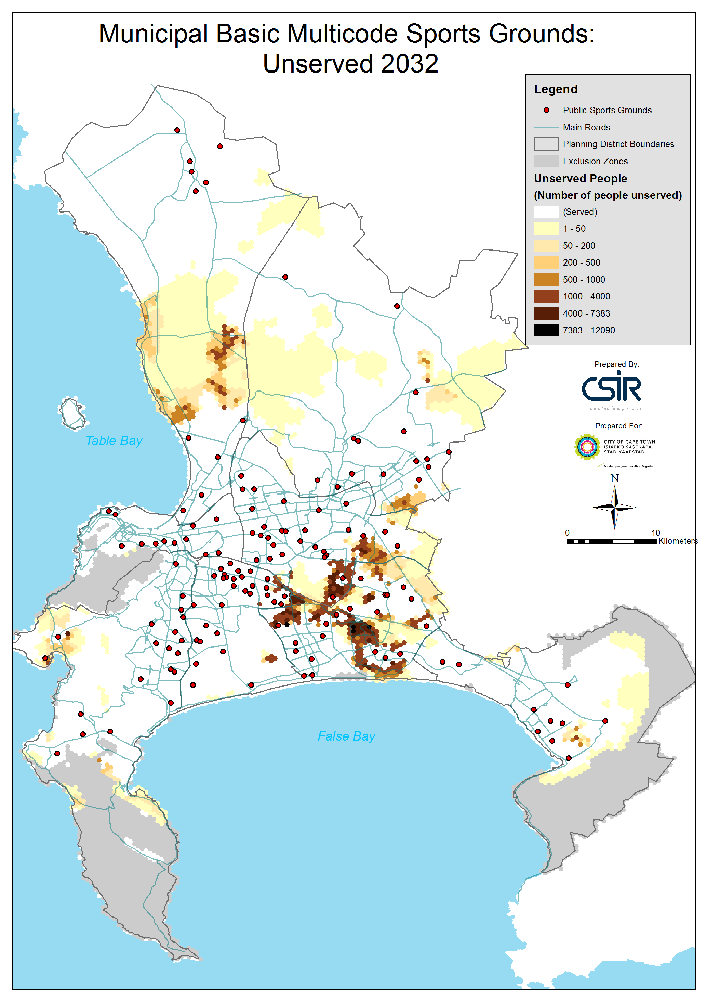 Municipal Basic Multicode Sports Grounds:
Unserved 2032
Legend
Public Sports Grounds
Main Roads
Planning District Boundaries
Exclusion Zones
Unserved People
(Number of people unserved)
(Served)
1 - 50
50 - 200
200 - 500
500 - 1000
1000 - 4000
4000 - 7383
7383 - 12090
Prepared By:
CSIR
our future through science
Prepared For:
CITY OF CAPE TOWN
ISIXEKO SASEKAPA
STAD KAAPSTAD
Making progress possible. Together.
N
0 10
Kilometers
Table Bay
False Bay